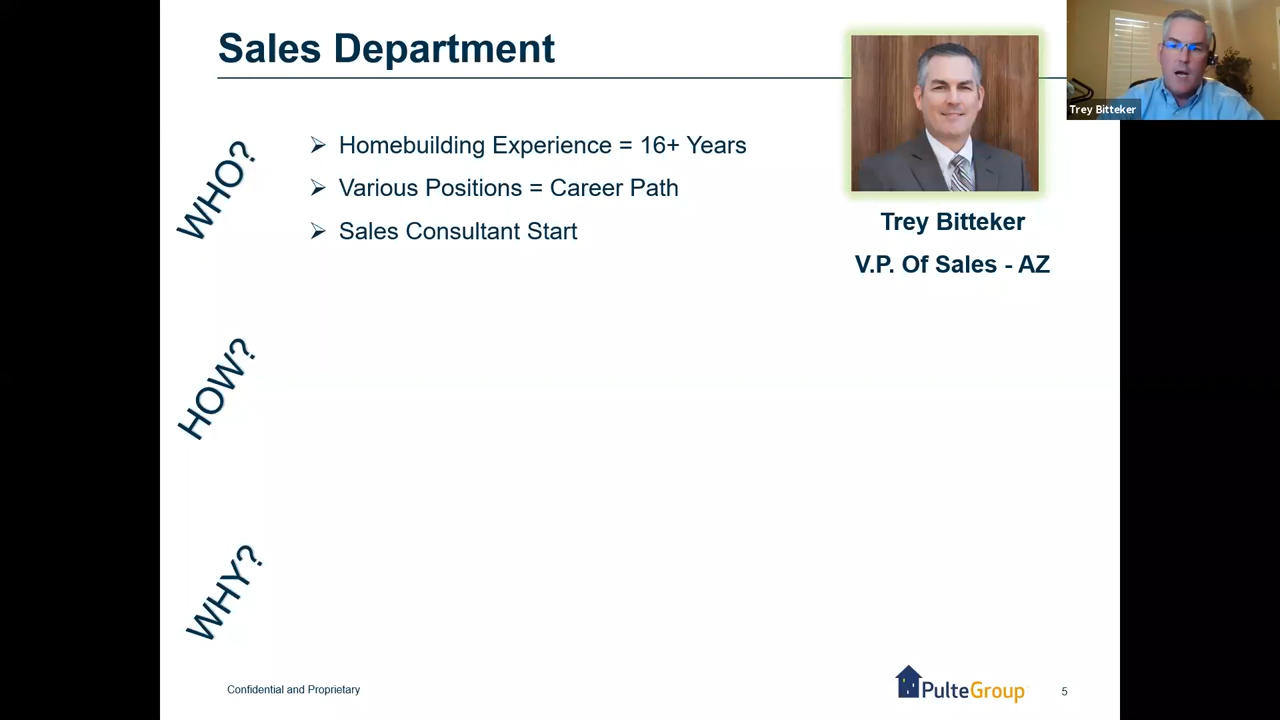 Sales Department
Trey Bitteker
WHO?
➢ Homebuilding Experience = 16+ Years
➢ Various Positions = Career Path
➢ Sales Consultant Start
Trey Bitteker
V.P. Of Sales - AZ
HOW?
WHY?
Confidential and Proprietary
PulteGroup
5